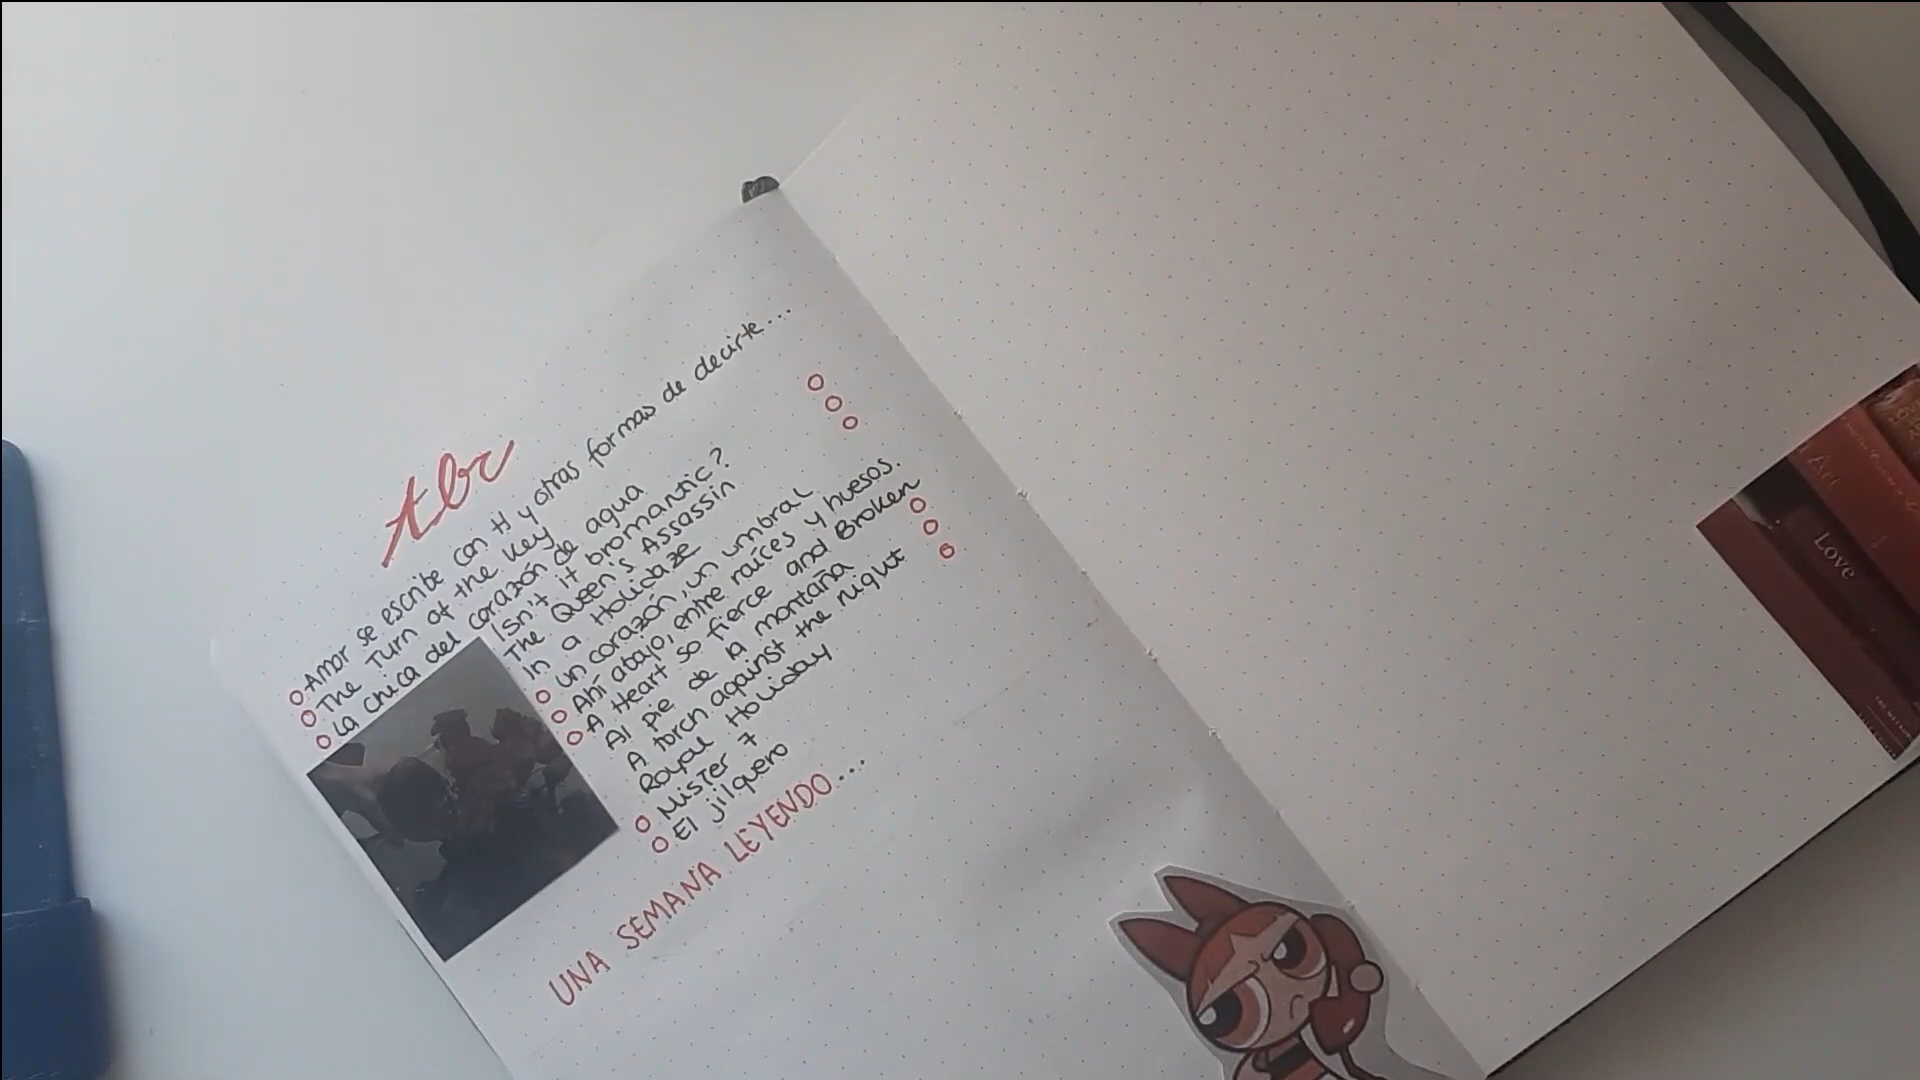 tbr
Amor se escribe con H y otras formas de decirte...
The Turn of the Key
La chica del corazón de agua
Isn't it bromantic?
The Queen's Assassin
In a Holidaze
Un corazón, un umbral
Ahí abajo, entre raíces y huesos.
A Heart so fierce and Broken
Al pie de la montaña
A torch against the night
Royal Holiday
Mister 7
El jilguero
UNA SEMANA LEYENDO...
Love